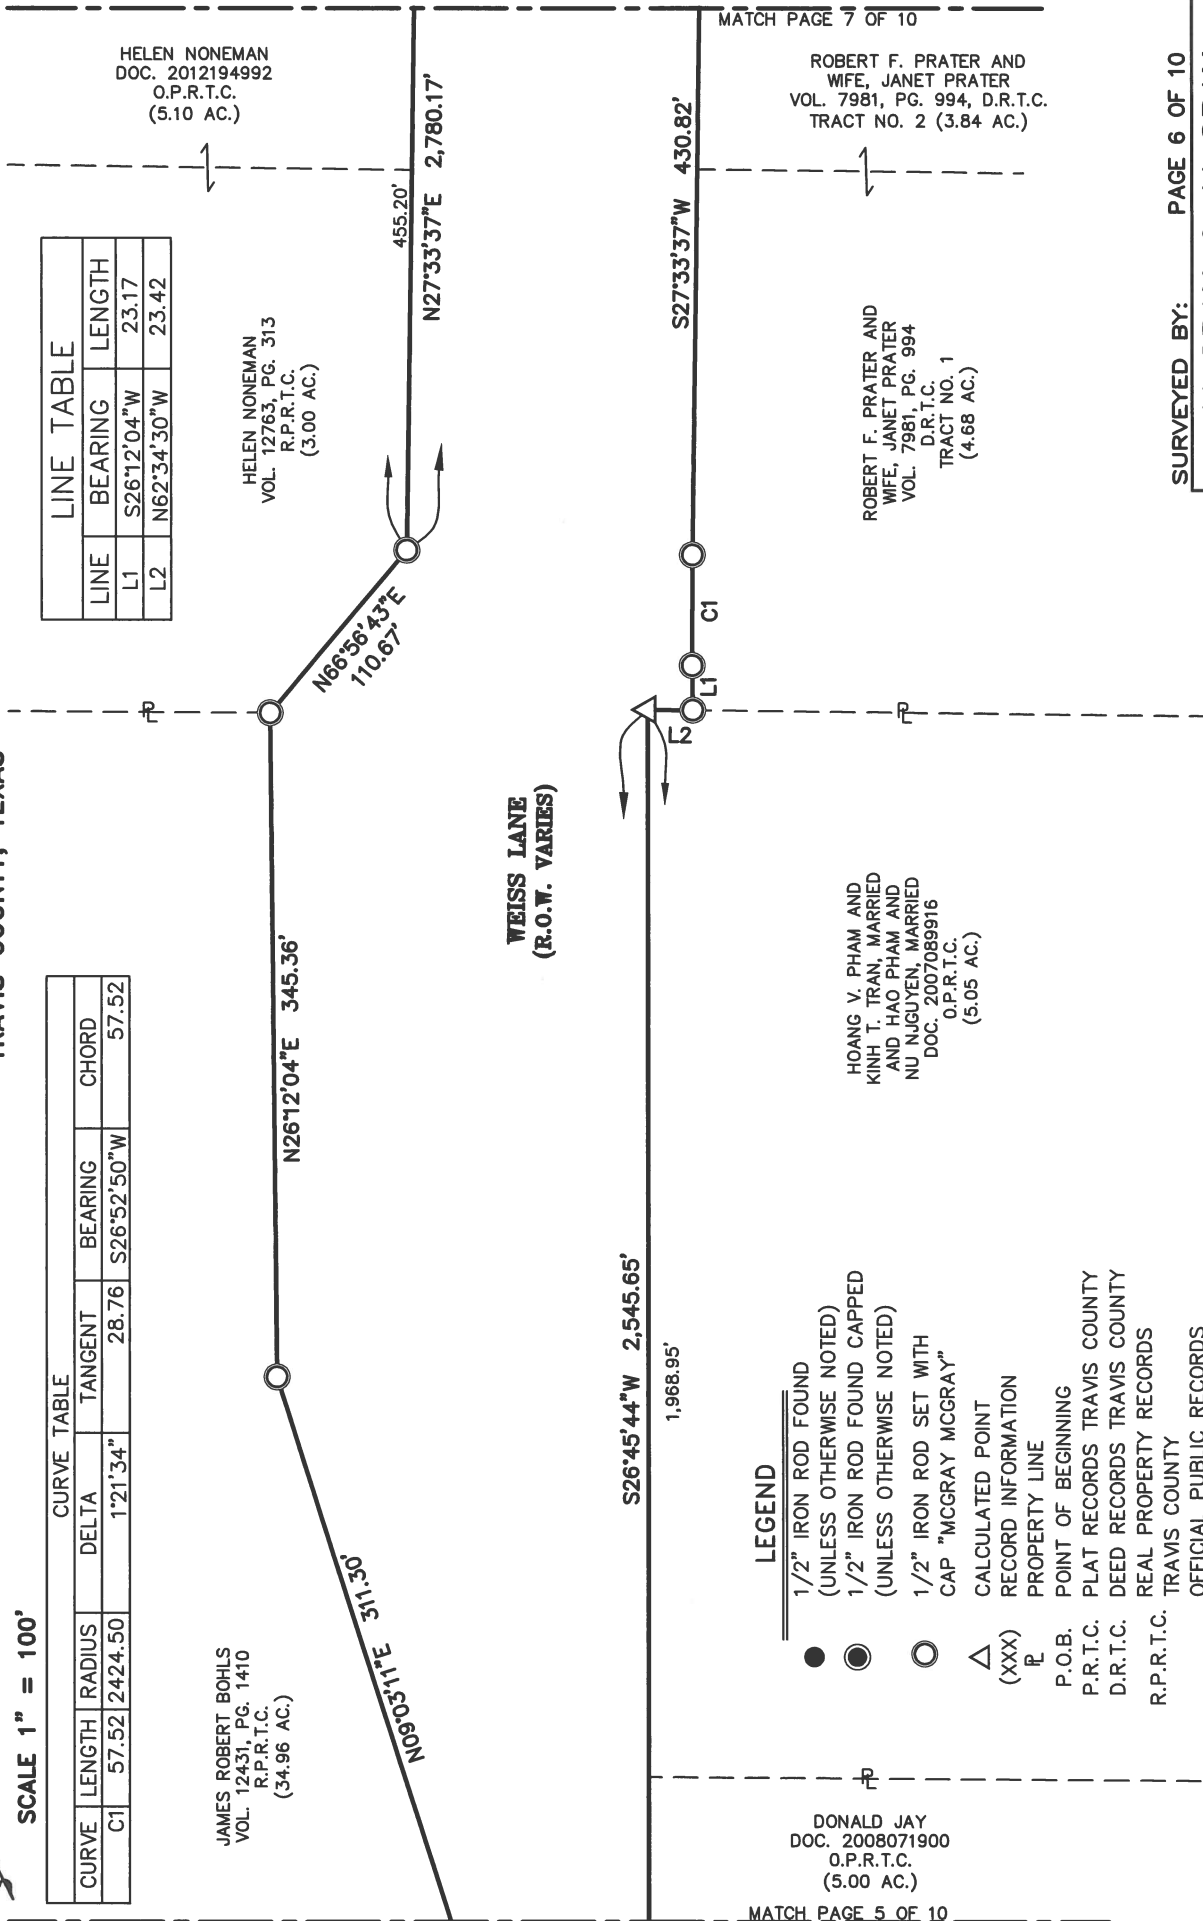 MATCH PAGE 7 OF 10
HELEN NONEMAN
DOC. 2012194992
O.P.R.T.C.
(5.10 AC.)
ROBERT F. PRATER AND
WIFE, JANET PRATER
VOL. 7981, PG. 994, D.R.T.C.
TRACT NO. 2 (3.84 AC.)
SURVEYED BY:
PAGE 6 OF 10
455.20'
N27°33'37"E 2,780.17'
S27°33'37"W 430.82'
LINE TABLE
LINE BEARING LENGTH
L1 S26°12'04"W 23.17
L2 N62°34'30"W 23.42
HELEN NONEMAN
VOL. 12763, PG. 313
R.P.R.T.C.
(3.00 AC.)
ROBERT F. PRATER AND
WIFE, JANET PRATER
VOL. 7981, PG. 994
D.R.T.C.
TRACT NO. 1
(4.68 AC.)
N66°56'43"E
110.67'
C1
L1
L2
PL
PL
TRAVIS COUNTY, TEXAS
WEISS LANE
(R.O.W. VARIES)
N26°12'04"E 345.36'
HOANG V. PHAM AND
KINH T. TRAN, MARRIED
AND HAO PHAM AND
NU NJGUYEN, MARRIED
DOC. 2007089916
O.P.R.T.C.
(5.05 AC.)
SCALE 1" = 100'
CURVE TABLE
CURVE LENGTH RADIUS DELTA TANGENT BEARING CHORD
C1 57.52 2424.50 1°21'34" 28.76 S26°52'50"W 57.52
S26°45'44"W 2,545.65'
1,968.95'
N09°03'11"E 311.30'
JAMES ROBERT BOHLS
VOL. 12431, PG. 1410
R.P.R.T.C.
(34.96 AC.)
LEGEND
1/2" IRON ROD FOUND
(UNLESS OTHERWISE NOTED)
1/2" IRON ROD FOUND CAPPED
(UNLESS OTHERWISE NOTED)
1/2" IRON ROD SET WITH
CAP "MCGRAY MCGRAY"
CALCULATED POINT
(XXX) RECORD INFORMATION
PL PROPERTY LINE
P.O.B. POINT OF BEGINNING
P.R.T.C. PLAT RECORDS TRAVIS COUNTY
D.R.T.C. DEED RECORDS TRAVIS COUNTY
R.P.R.T.C. REAL PROPERTY RECORDS
TRAVIS COUNTY
OFFICIAL PUBLIC RECORDS
PL
DONALD JAY
DOC. 2008071900
O.P.R.T.C.
(5.00 AC.)
MATCH PAGE 5 OF 10